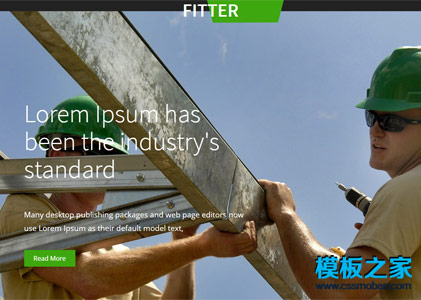 FITTER
Lorem Ipsum has
been the industry's
standard
Many desktop publishing packages and web page editors now
use Lorem Ipsum as their default model text,
Read More
模板之家
www.cssmoban.com